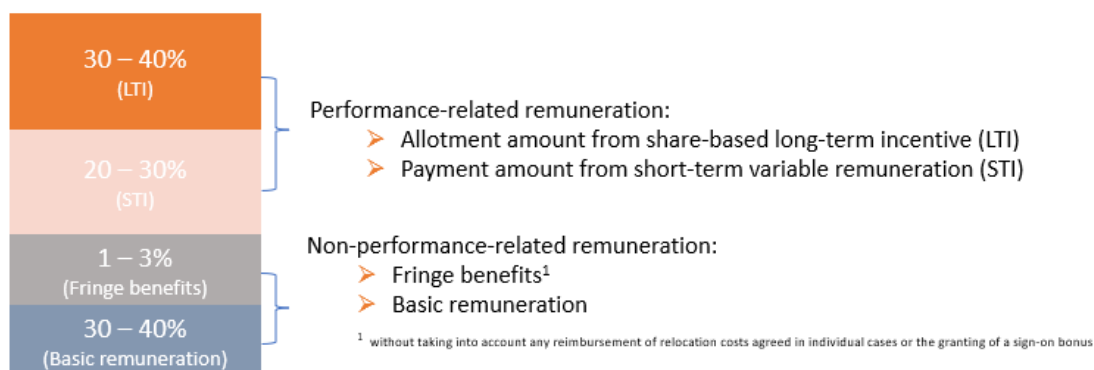 30 – 40%
(LTI)
20 – 30%
(STI)
1 – 3%
(Fringe benefits)
30 – 40%
(Basic remuneration)
Performance-related remuneration:
➢ Allotment amount from share-based long-term incentive (LTI)
➢ Payment amount from short-term variable remuneration (STI)
Non-performance-related remuneration:
➢ Fringe benefits¹
➢ Basic remuneration
¹ without taking into account any reimbursement of relocation costs agreed in individual cases or the granting of a sign-on bonus